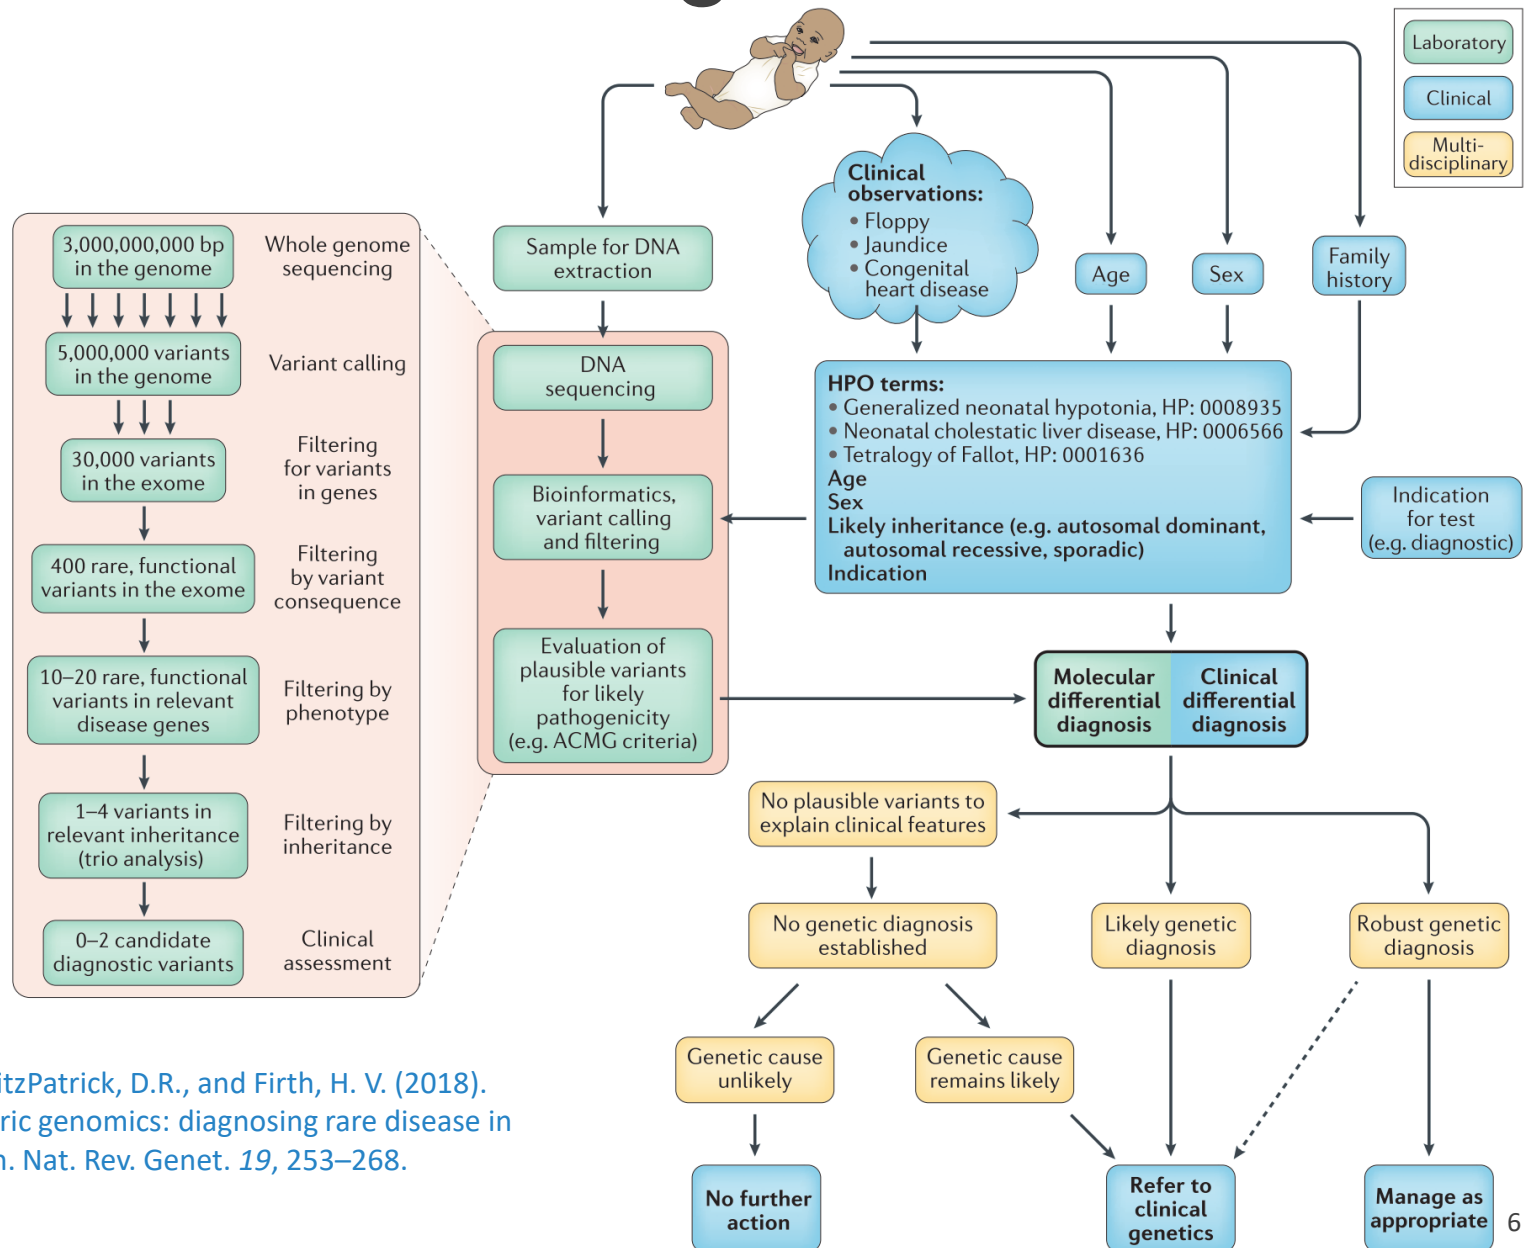 Laboratory
Clinical
Multi-
disciplinary
Clinical
observations:
• Floppy
• Jaundice
• Congenital
heart disease
Age
Sex
Family
history
Sample for DNA
extraction
3,000,000,000 bp
in the genome
Whole genome
sequencing
5,000,000 variants
in the genome
Variant calling
30,000 variants
in the exome
Filtering
for variants
in genes
400 rare, functional
variants in the exome
Filtering
by variant
consequence
10–20 rare, functional
variants in relevant
disease genes
Filtering by
phenotype
1–4 variants in
relevant inheritance
(trio analysis)
Filtering by
inheritance
0–2 candidate
diagnostic variants
Clinical
assessment
DNA
sequencing
Bioinformatics,
variant calling
and filtering
Evaluation of
plausible variants
for likely
pathogenicity
(e.g. ACMG criteria)
HPO terms:
• Generalized neonatal hypotonia, HP: 0008935
• Neonatal cholestatic liver disease, HP: 0006566
• Tetralogy of Fallot, HP: 0001636
Age
Sex
Likely inheritance (e.g. autosomal dominant,
autosomal recessive, sporadic)
Indication
Indication
for test
(e.g. diagnostic)
Molecular
differential
diagnosis
Clinical
differential
diagnosis
No plausible variants to
explain clinical features
No genetic diagnosis
established
Likely genetic
diagnosis
Robust genetic
diagnosis
Genetic cause
unlikely
Genetic cause
remains likely
No further
action
Refer to
clinical
genetics
Manage as
appropriate
itzPatrick, D.R., and Firth, H. V. (2018).
ric genomics: diagnosing rare disease in
n. Nat. Rev. Genet. 19, 253–268.
6